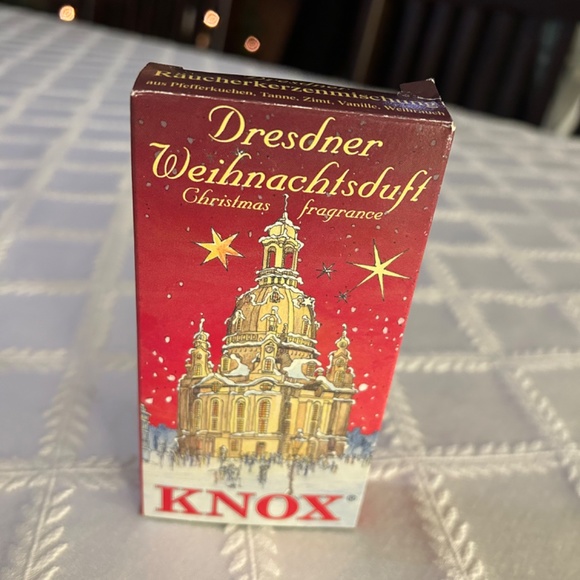 Räucherkerzenmischung
aus Pfefferkuchen, Tanne, Zimt, Vanille, Weihrauch
Dresdner
Weihnachtsduft
Christmas fragrance
KNOX®